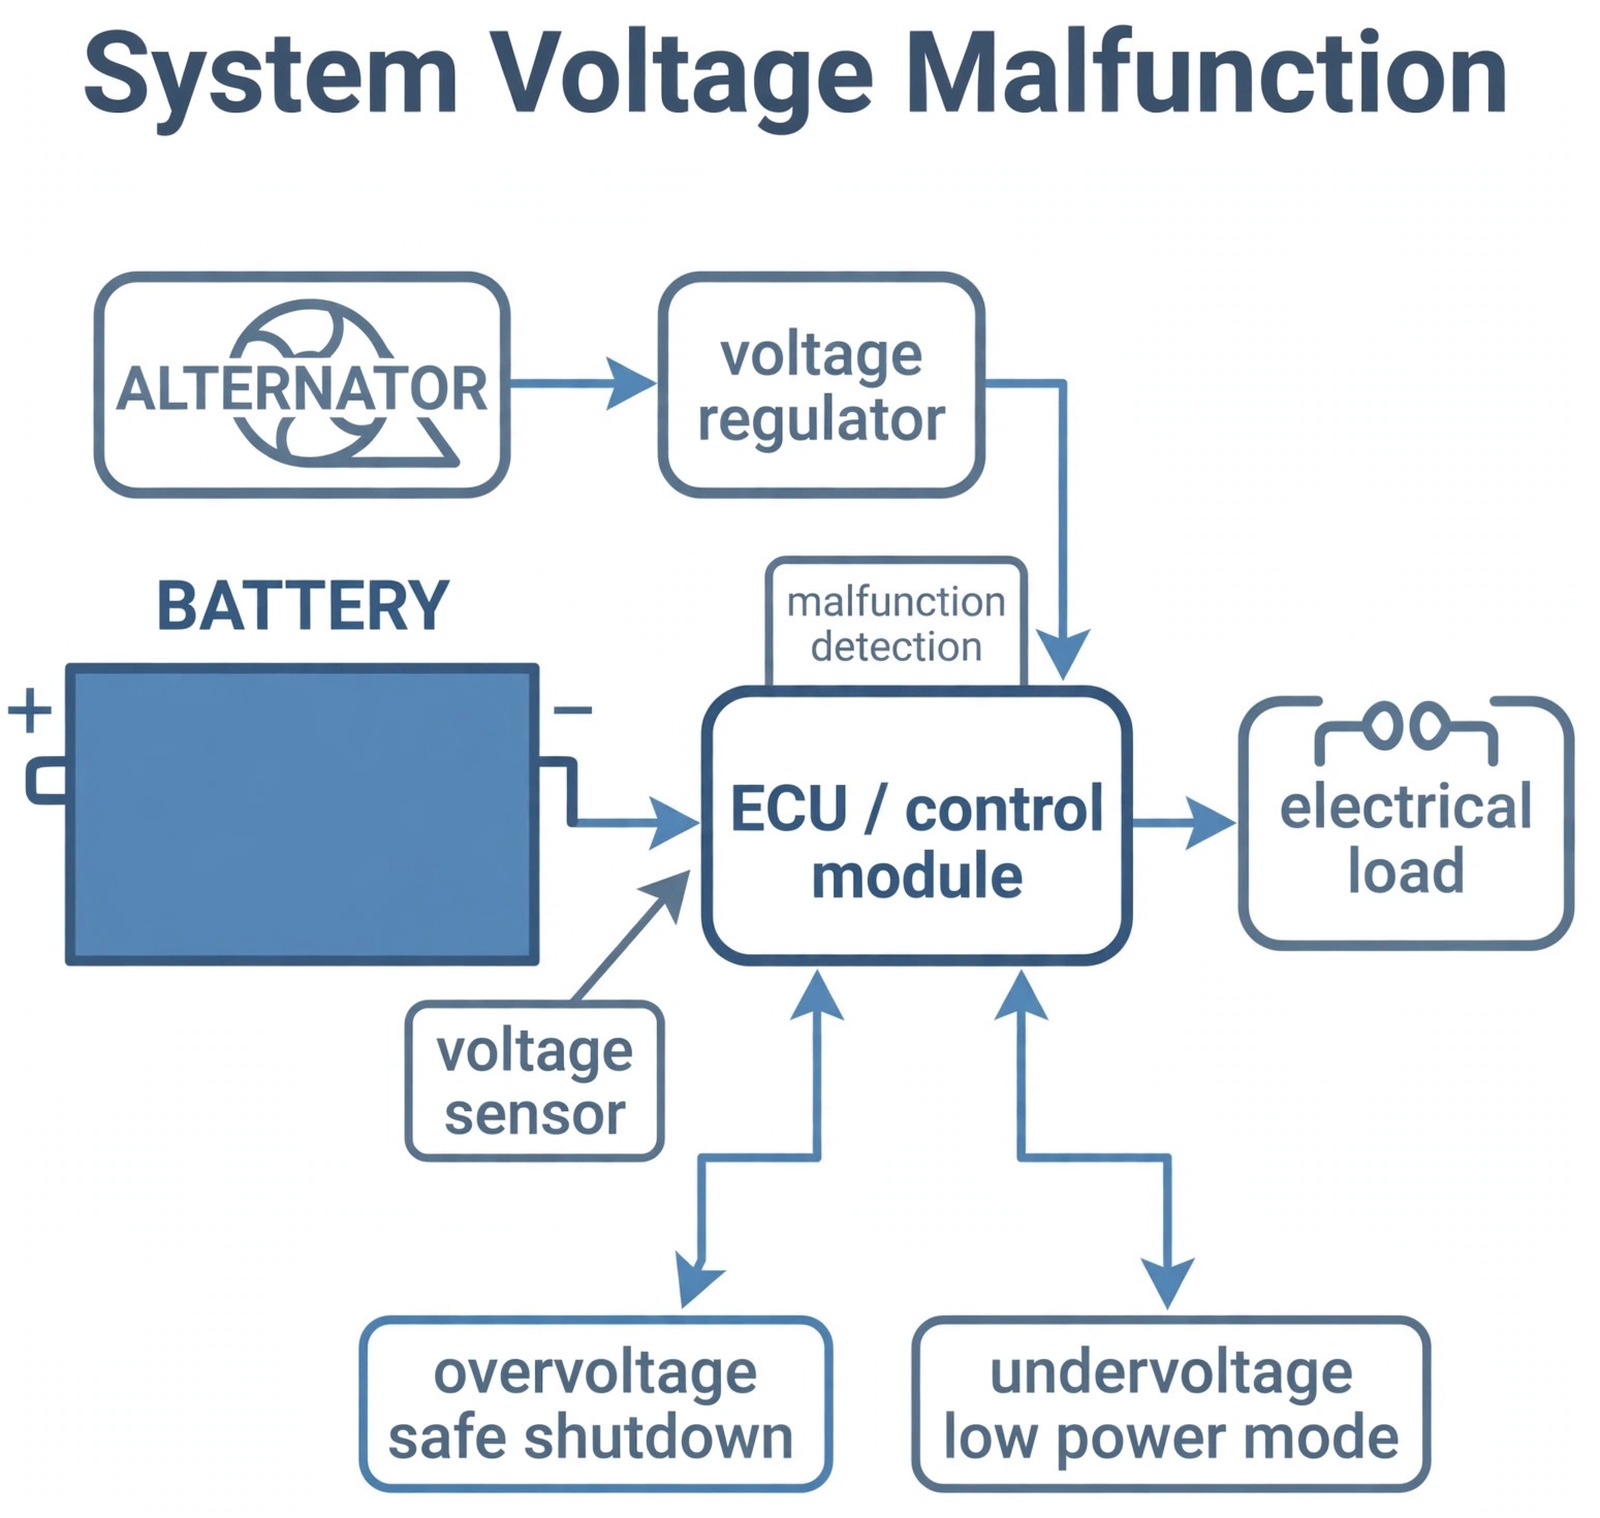 System Voltage Malfunction
ALTERNATOR
voltage
regulator
BATTERY
+
−
malfunction
detection
ECU / control
module
electrical
load
voltage
sensor
overvoltage
safe shutdown
undervoltage
low power mode